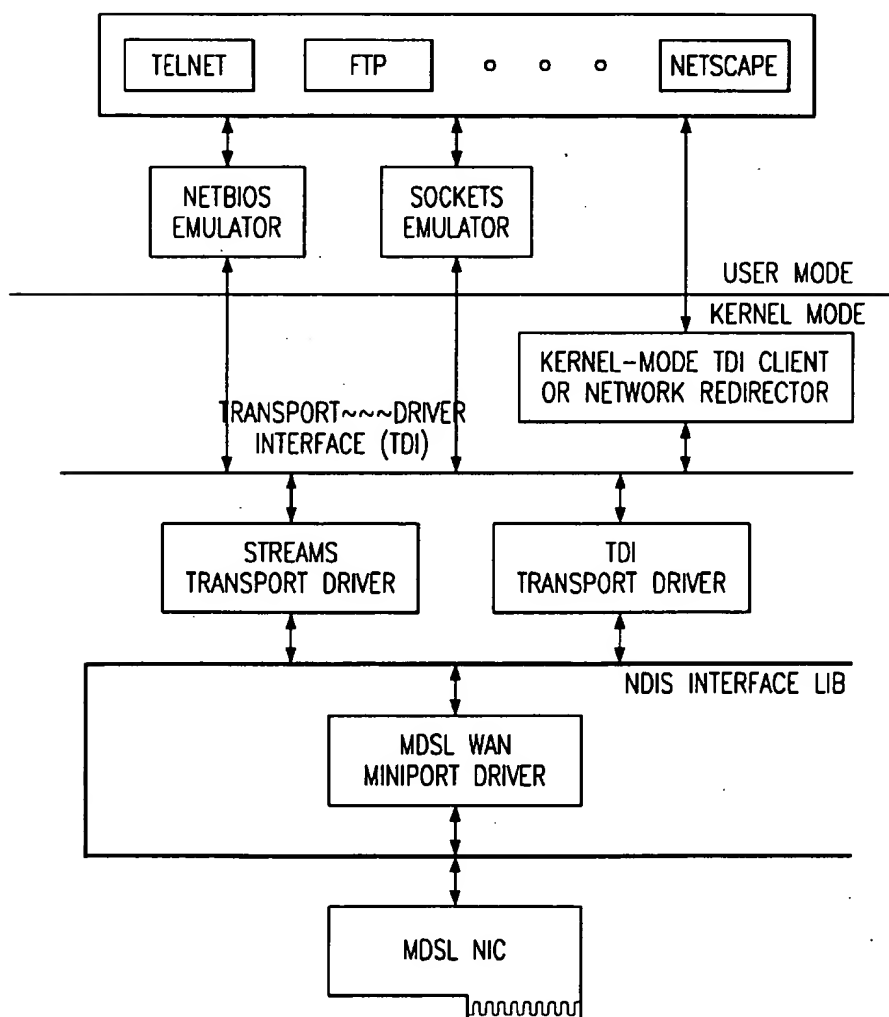 TELNET
FTP
NETSCAPE
NETBIOS
EMULATOR
SOCKETS
EMULATOR
USER MODE
KERNEL MODE
KERNEL-MODE TDI CLIENT
OR NETWORK REDIRECTOR
TRANSPORT~~~DRIVER
INTERFACE (TDI)
STREAMS
TRANSPORT DRIVER
TDI
TRANSPORT DRIVER
NDIS INTERFACE LIB
MDSL WAN
MINIPORT DRIVER
MDSL NIC